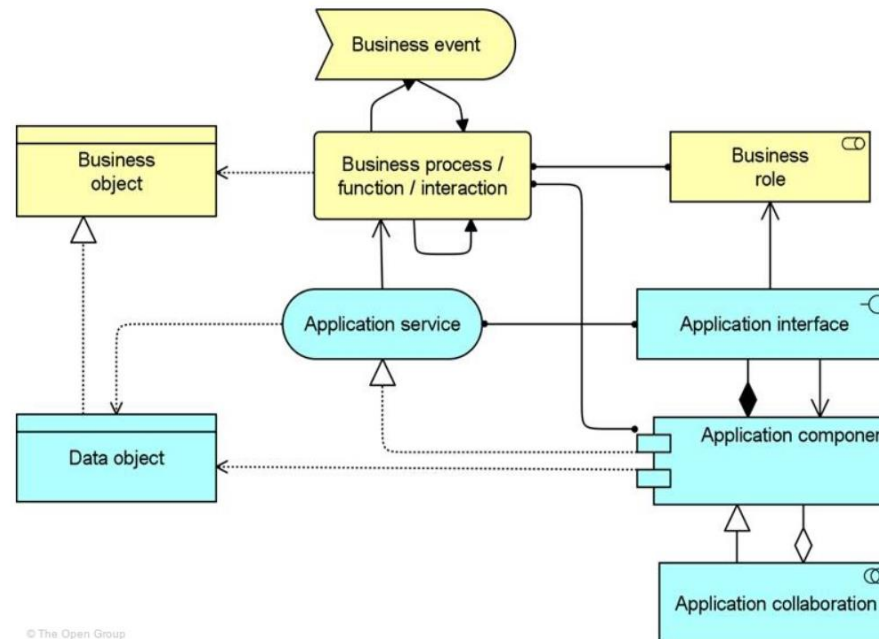 Business event
Business
object
Business process /
function / interaction
Business
role
Application service
Application interface
Data object
Application componen
Application collaboration
© The Open Group